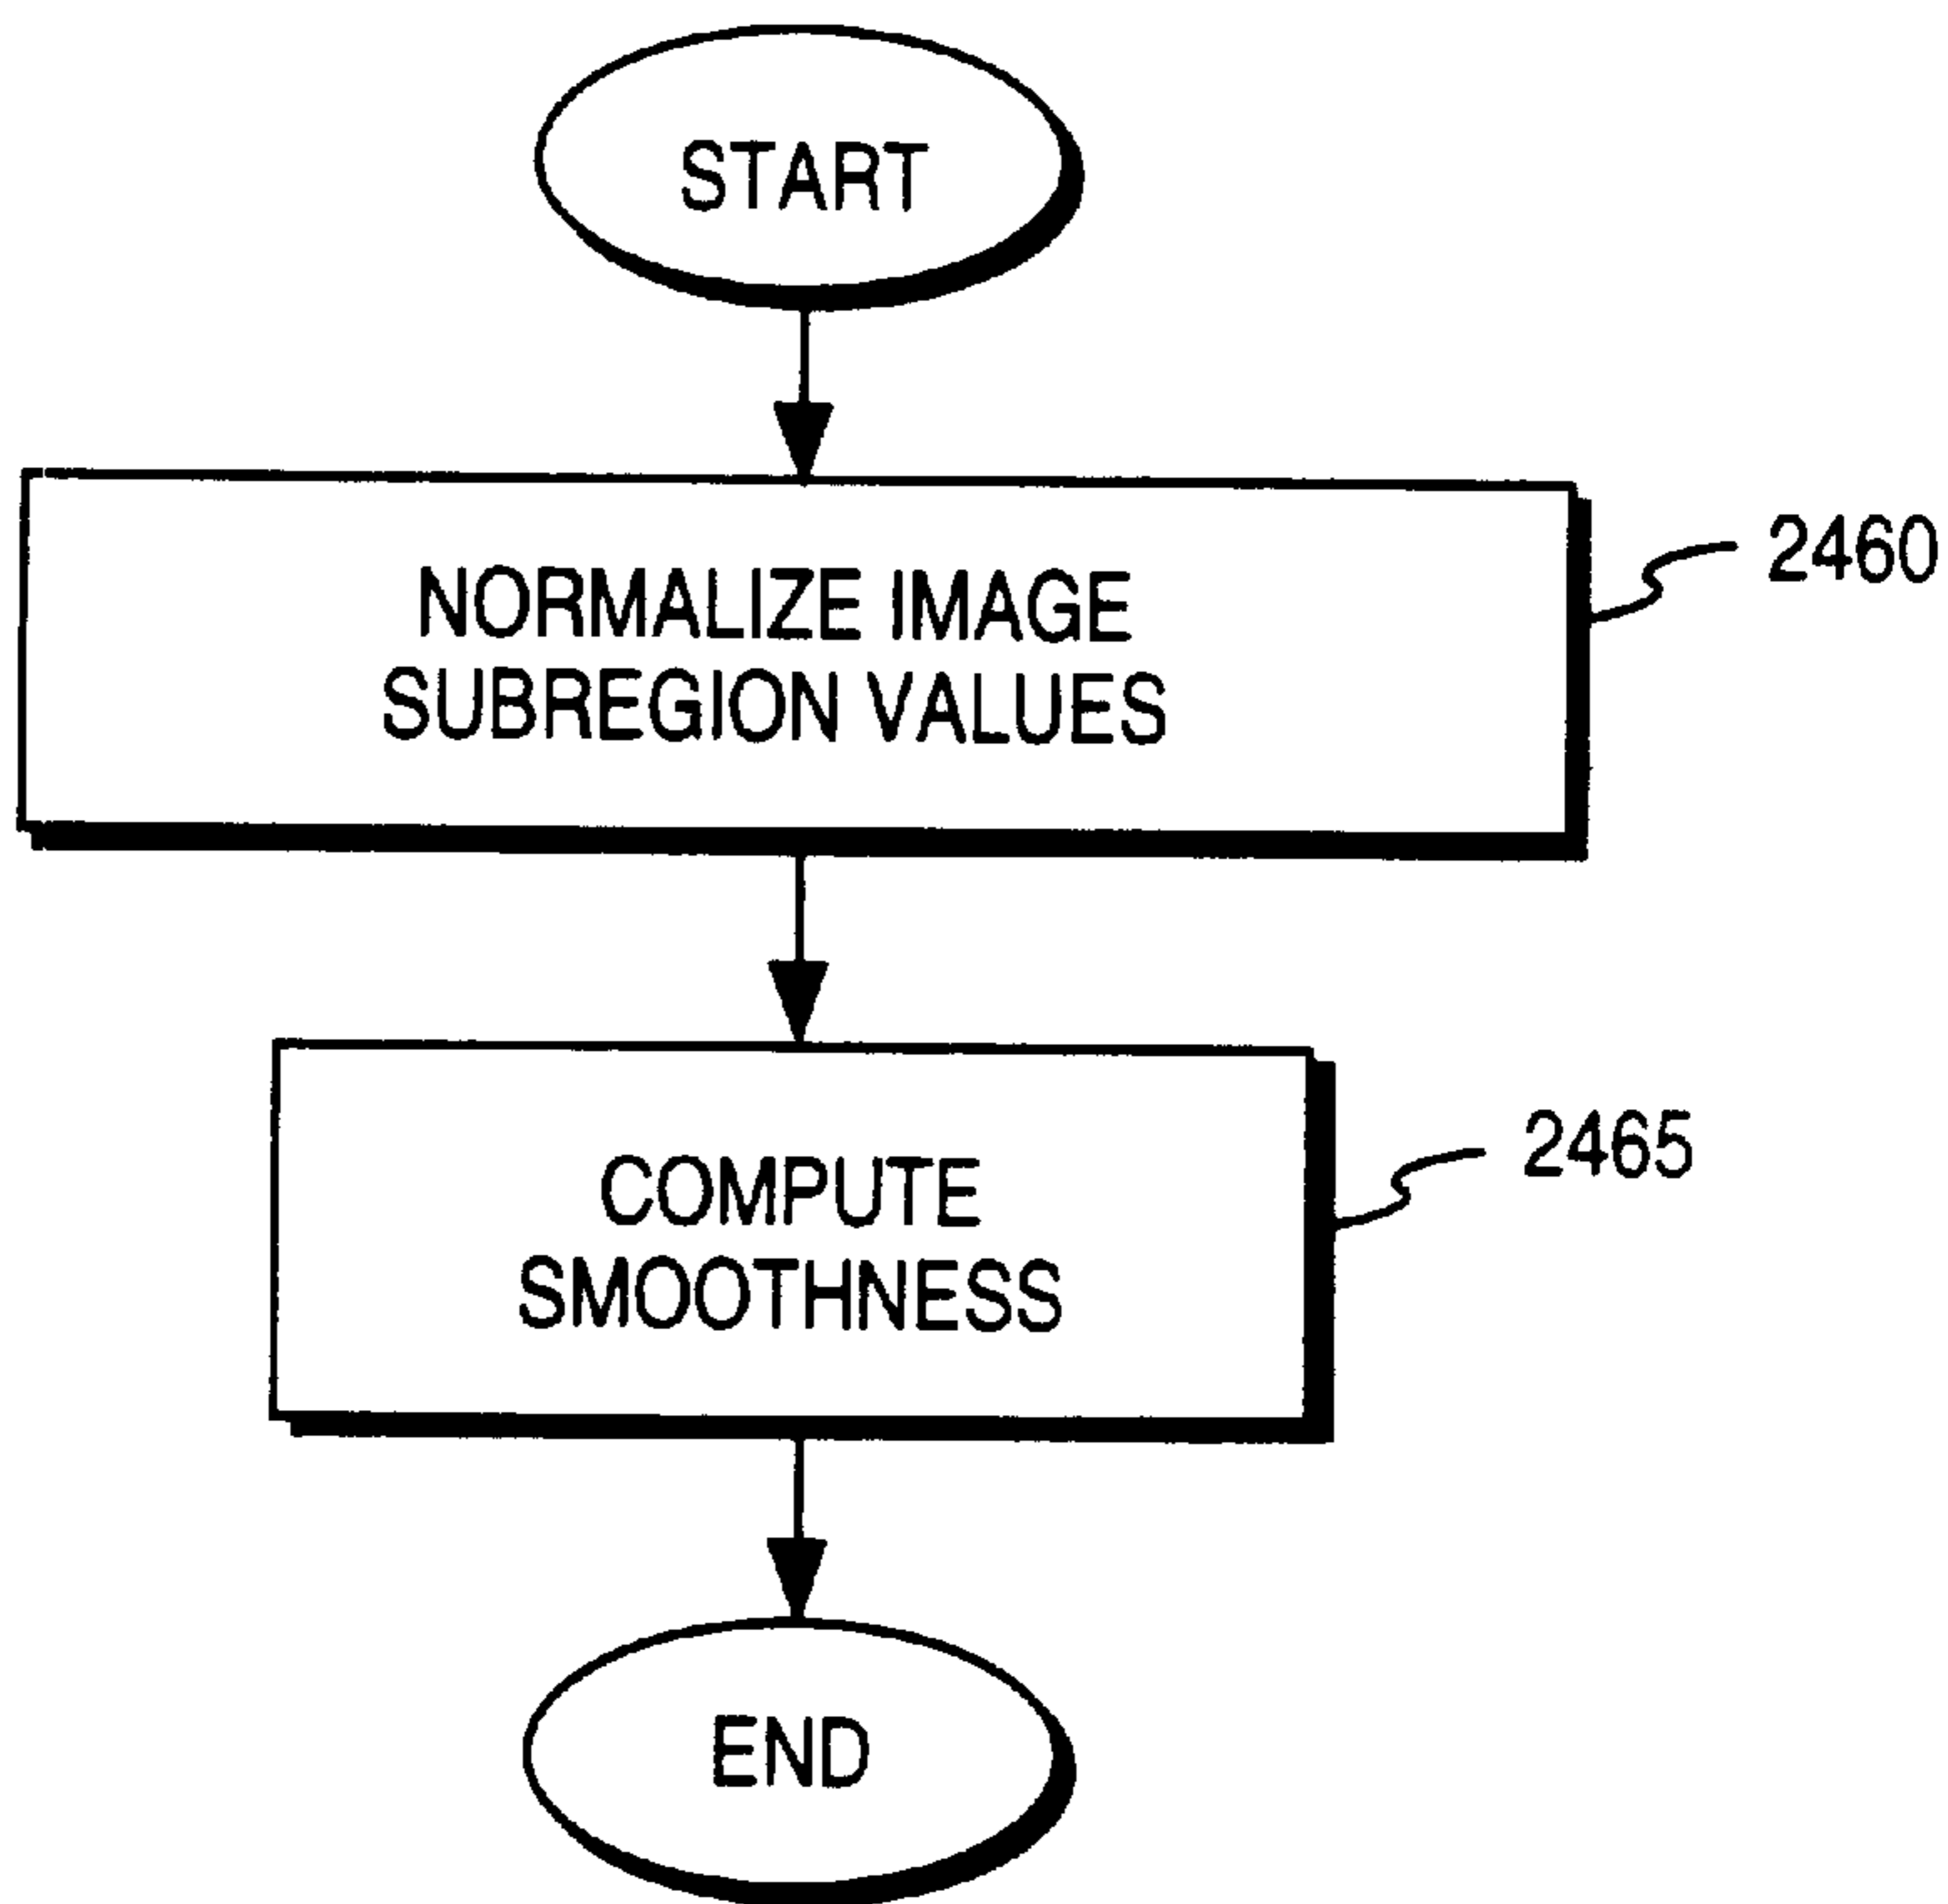 START
NORMALIZE IMAGE
SUBREGION VALUES
2460
COMPUTE
SMOOTHNESS
2465
END